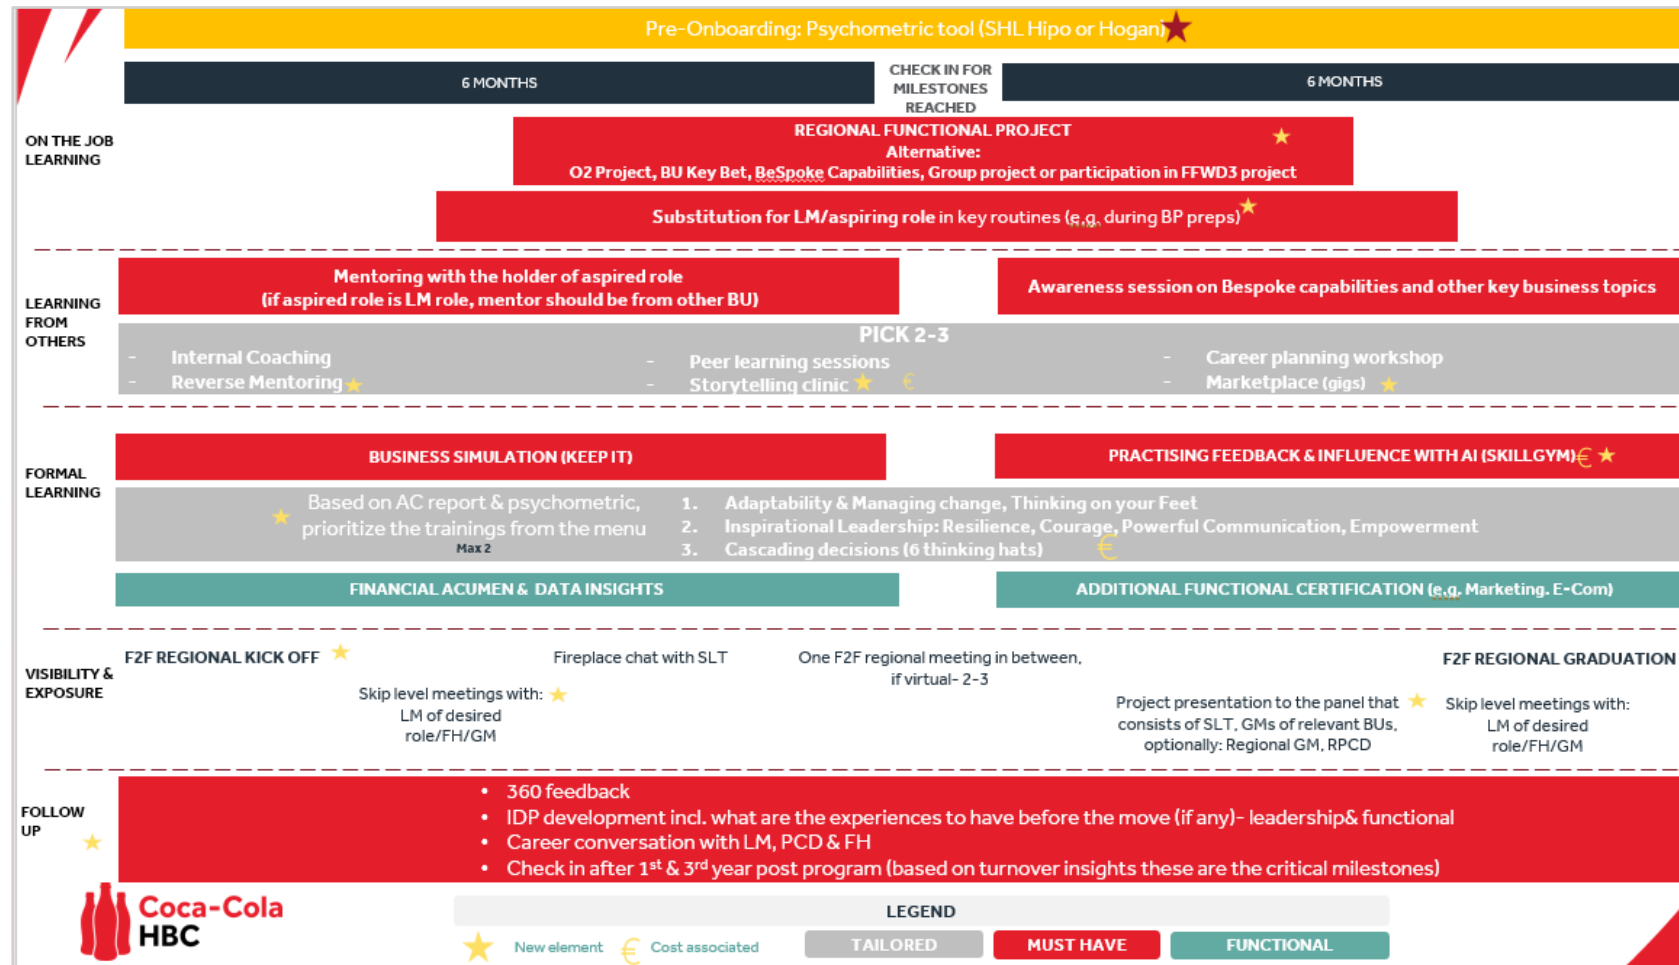 Pre-Onboarding: Psychometric tool (SHL Hipo or Hogan)
6 MONTHS
CHECK IN FOR
MILESTONES
REACHED
6 MONTHS
ON THE JOB
LEARNING
REGIONAL FUNCTIONAL PROJECT
Alternative:
O2 Project, BU Key Bet, BeSpoke Capabilities, Group project or participation in FFWD3 project
Substitution for LM/aspiring role in key routines (e.g. during BP preps)
LEARNING
FROM
OTHERS
Mentoring with the holder of aspired role
(if aspired role is LM role, mentor should be from other BU)
Awareness session on Bespoke capabilities and other key business topics
PICK 2-3
- Internal Coaching
- Reverse Mentoring
- Peer learning sessions
- Storytelling clinic €
- Career planning workshop
- Marketplace (gigs)
FORMAL
LEARNING
BUSINESS SIMULATION (KEEP IT)
PRACTISING FEEDBACK & INFLUENCE WITH AI (SKILLGYM) €
Based on AC report & psychometric,
prioritize the trainings from the menu
Max 2
1. Adaptability & Managing change, Thinking on your Feet
2. Inspirational Leadership: Resilience, Courage, Powerful Communication, Empowerment
3. Cascading decisions (6 thinking hats) €
FINANCIAL ACUMEN & DATA INSIGHTS
ADDITIONAL FUNCTIONAL CERTIFICATION (e.g. Marketing. E-Com)
VISIBILITY &
EXPOSURE
F2F REGIONAL KICK OFF
Skip level meetings with:
LM of desired
role/FH/GM
Fireplace chat with SLT
One F2F regional meeting in between,
if virtual- 2-3
Project presentation to the panel that
consists of SLT, GMs of relevant BUs,
optionally: Regional GM, RPCD
F2F REGIONAL GRADUATION
Skip level meetings with:
LM of desired
role/FH/GM
FOLLOW
UP
• 360 feedback
• IDP development incl. what are the experiences to have before the move (if any)- leadership& functional
• Career conversation with LM, PCD & FH
• Check in after 1st & 3rd year post program (based on turnover insights these are the critical milestones)
Coca-Cola
HBC
LEGEND
New element
€ Cost associated
TAILORED
MUST HAVE
FUNCTIONAL